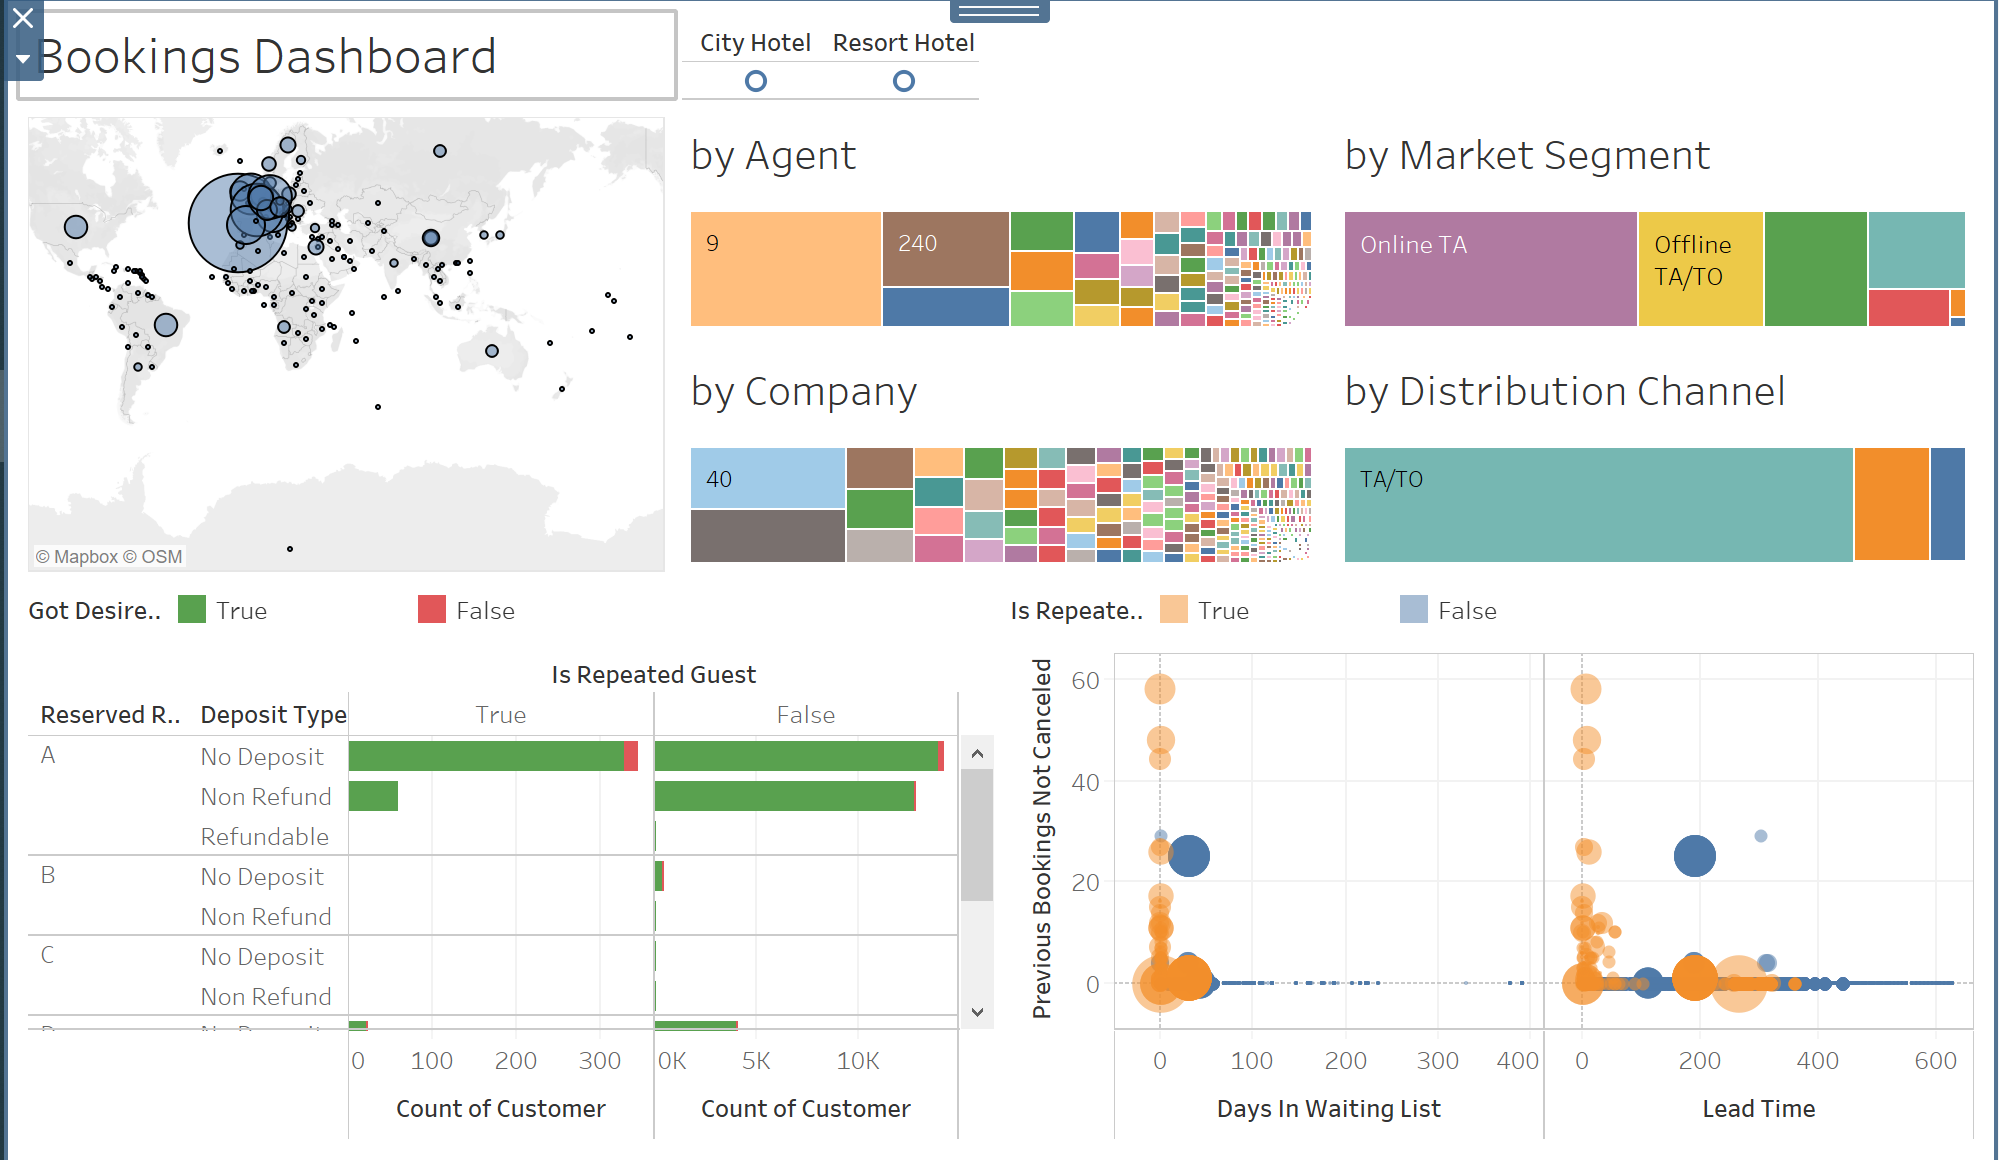 Bookings Dashboard
City Hotel Resort Hotel
by Agent
9
240
by Market Segment
Online TA
Offline
TA/TO
by Company
40
by Distribution Channel
TA/TO
© Mapbox © OSM
Got Desire.. True False
Is Repeate.. True False
Is Repeated Guest
Reserved R.. Deposit Type True False
A No Deposit
Non Refund
Refundable
B No Deposit
Non Refund
C No Deposit
Non Refund
0 100 200 300 0K 5K 10K
Count of Customer Count of Customer
Previous Bookings Not Canceled
60
40
20
0
0 100 200 300 400 0 200 400 600
Days In Waiting List Lead Time